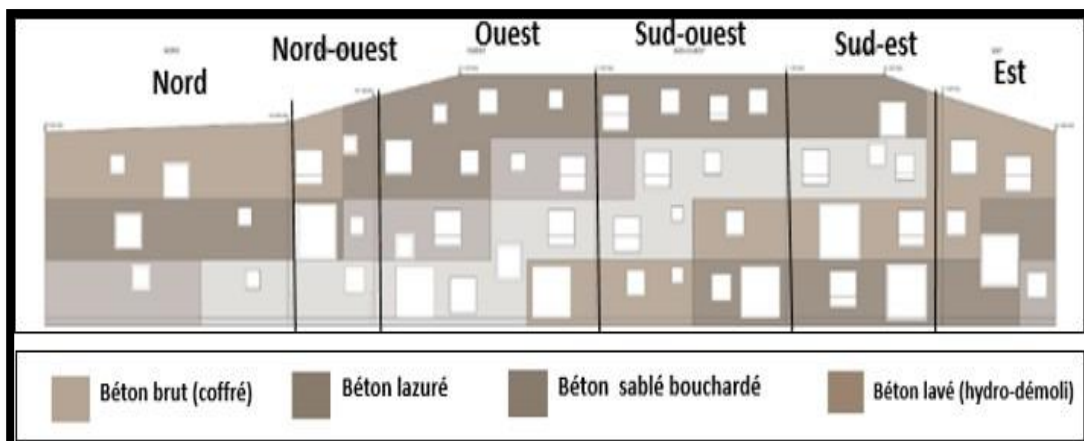 Nord
Nord-ouest
Ouest
Sud-ouest
Sud-est
Est
Béton brut (coffré)
Béton lazuré
Béton sablé bouchardé
Béton lavé (hydro-démoli)